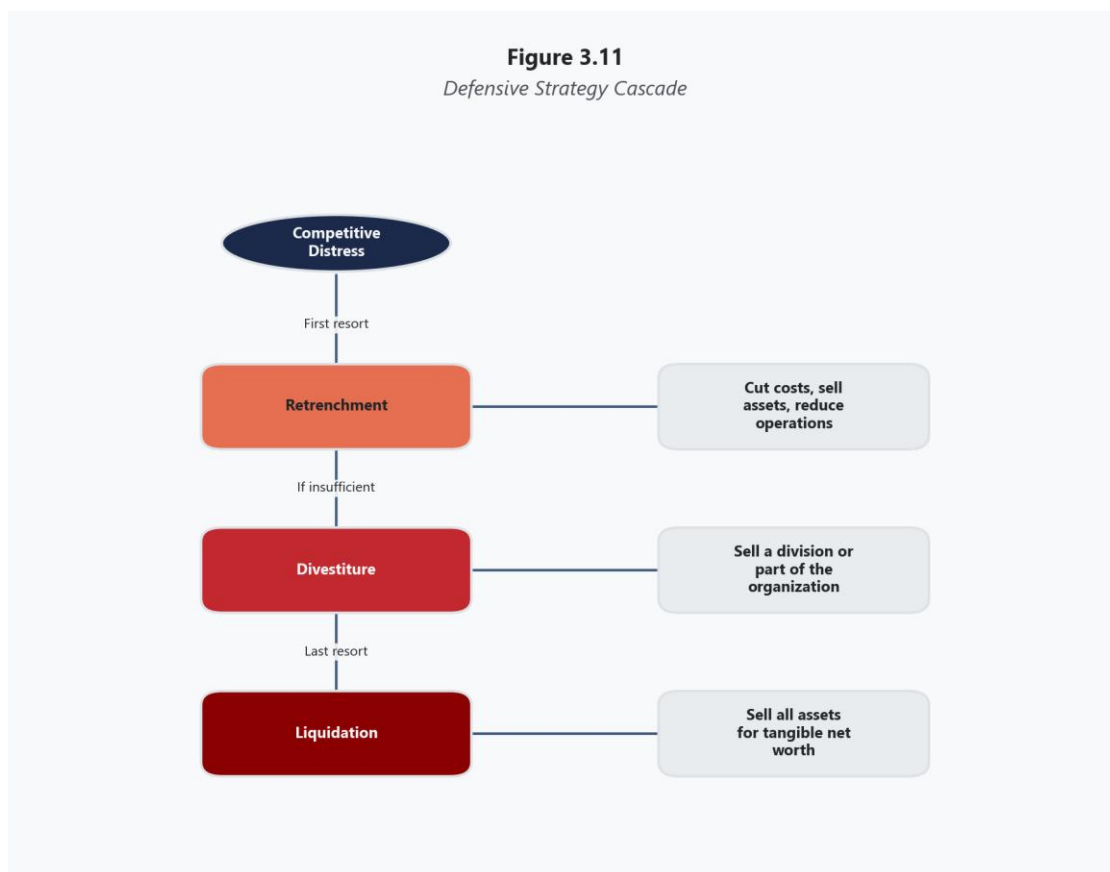 Figure 3.11
Defensive Strategy Cascade
Competitive
Distress
First resort
Retrenchment
Cut costs, sell
assets, reduce
operations
If insufficient
Divestiture
Sell a division or
part of the
organization
Last resort
Liquidation
Sell all assets
for tangible net
worth